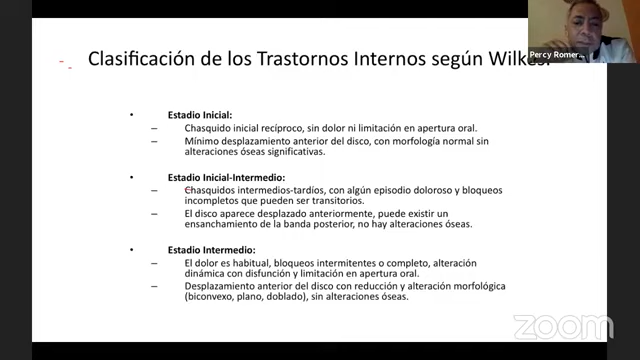 Clasificación de los Trastornos Internos según Wilkes.
Percy Romer...
• Estadio Inicial:
– Chasquido inicial recíproco, sin dolor ni limitación en apertura oral.
– Mínimo desplazamiento anterior del disco, con morfología normal sin
alteraciones óseas significativas.
• Estadio Inicial-Intermedio:
– Chasquidos intermedios-tardíos, con algún episodio doloroso y bloqueos
incompletos que pueden ser transitorios.
– El disco aparece desplazado anteriormente, puede existir un
ensanchamiento de la banda posterior, no hay alteraciones óseas.
• Estadio Intermedio:
– El dolor es habitual, bloqueos intermitentes o completo, alteración
dinámica con disfunción y limitación en apertura oral.
– Desplazamiento anterior del disco con reducción y alteración morfológica
(biconvexo, plano, doblado), sin alteraciones óseas.
zoom